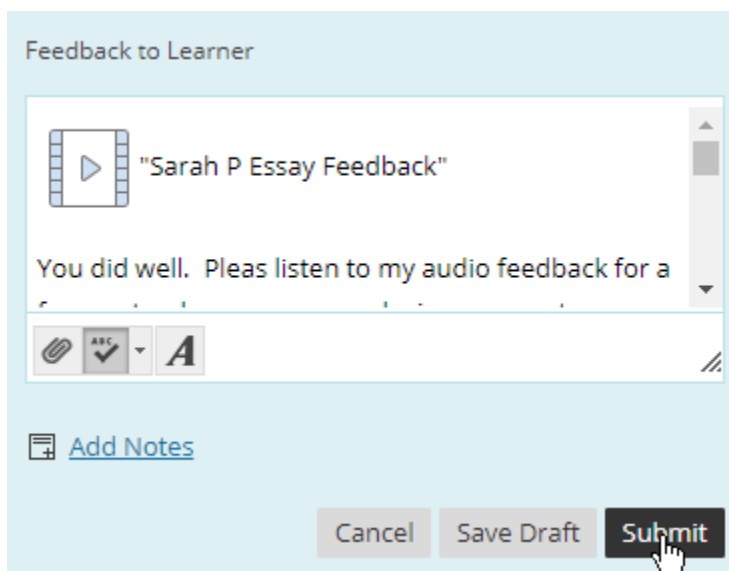 Feedback to Learner
"Sarah P Essay Feedback"
You did well. Pleas listen to my audio feedback for a
ABC
A
Add Notes
Cancel Save Draft Submit